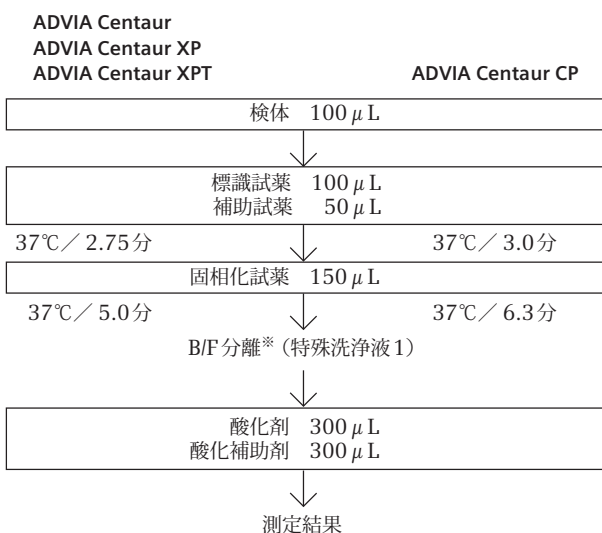 ADVIA Centaur
ADVIA Centaur XP
ADVIA Centaur XPT
ADVIA Centaur CP
検体 100μL
標識試薬 100μL
補助試薬 50μL
37℃／2.75分
37℃／3.0分
固相化試薬 150μL
37℃／5.0分
37℃／6.3分
B/F分離※（特殊洗浄液1）
酸化剤 300μL
酸化補助剤 300μL
測定結果